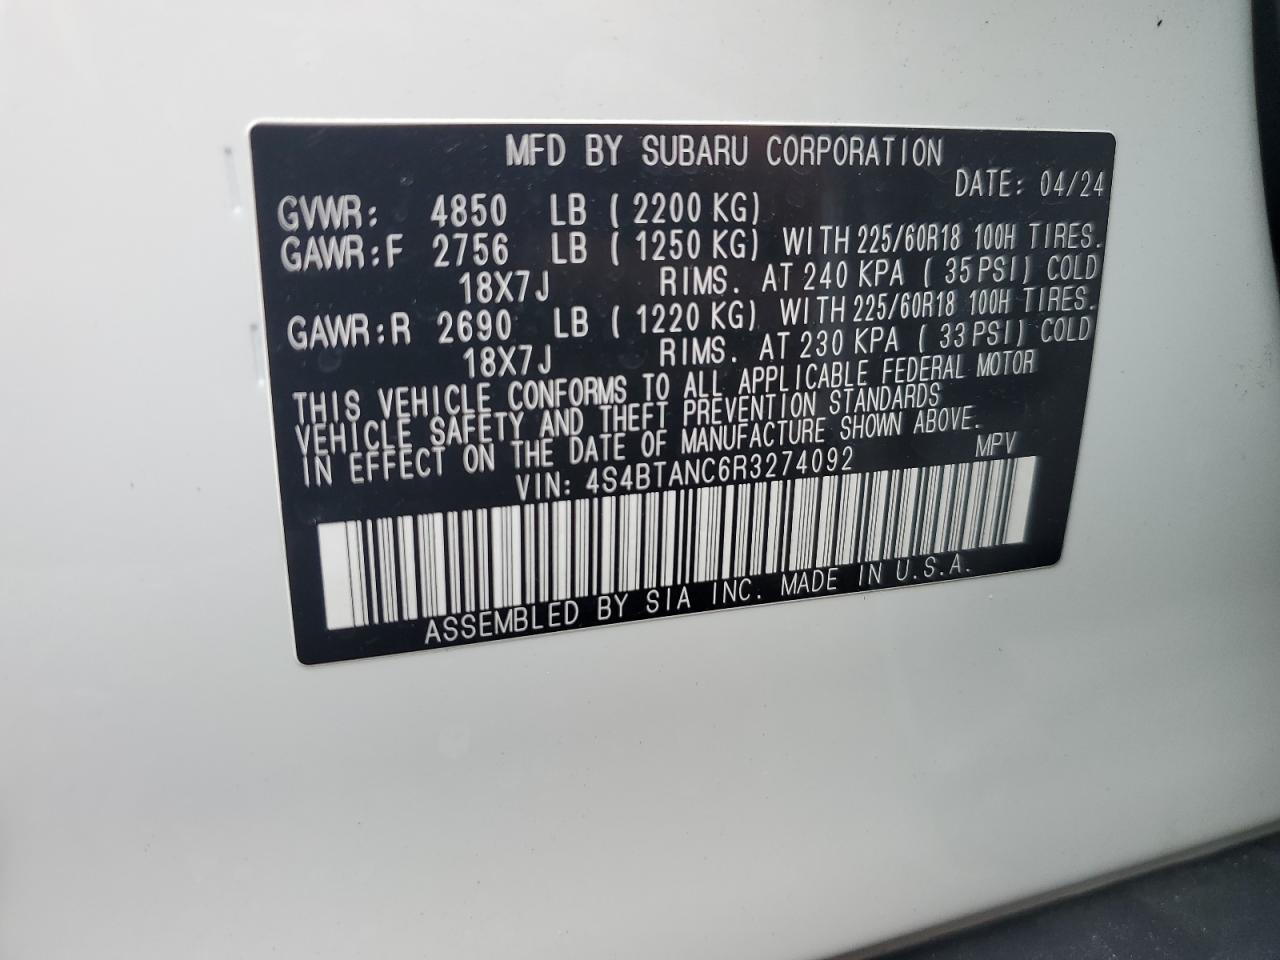 MFD BY SUBARU CORPORATION
DATE: 04/24
GVWR: 4850 LB ( 2200 KG)
GAWR:F 2756 LB ( 1250 KG) WITH 225/60R18 100H TIRES.
18X7J RIMS. AT 240 KPA ( 35 PSI) COLD
GAWR:R 2690 LB ( 1220 KG) WITH 225/60R18 100H TIRES.
18X7J RIMS. AT 230 KPA ( 33 PSI) COLD
THIS VEHICLE CONFORMS TO ALL APPLICABLE FEDERAL MOTOR
VEHICLE SAFETY AND THEFT PREVENTION STANDARDS
IN EFFECT ON THE DATE OF MANUFACTURE SHOWN ABOVE.
VIN: 4S4BTANC6R3274092 MPV
ASSEMBLED BY SIA INC. MADE IN U.S.A.